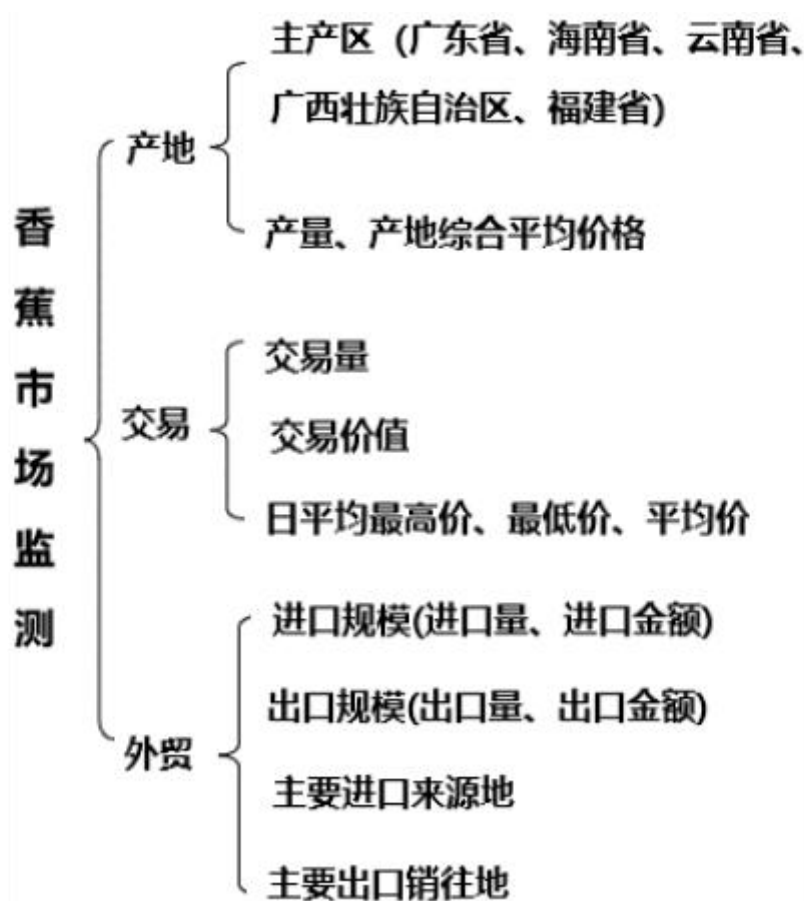 香蕉市场监测
产地
主产区（广东省、海南省、云南省、
广西壮族自治区、福建省)
产量、产地综合平均价格
交易
交易量
交易价值
日平均最高价、最低价、平均价
外贸
进口规模(进口量、进口金额)
出口规模(出口量、出口金额)
主要进口来源地
主要出口销往地